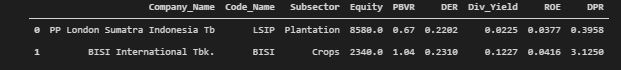 Company_Name Code_Name Subsector Equity PBVR DER Div_Yield ROE DPR
0 PP London Sumatra Indonesia Tb LSIP Plantation 8580.0 0.67 0.2202 0.0225 0.0377 0.3958
1 BISI International Tbk. BISI Crops 2340.0 1.04 0.2310 0.1227 0.0416 3.1250